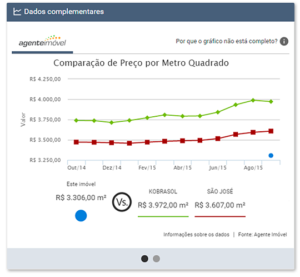 Dados complementares
agenteimóvel
Por que o gráfico não está completo?
Comparação de Preço por Metro Quadrado
R$ 4.250,00
R$ 4.000,00
R$ 3.750,00
R$ 3.500,00
R$ 3.250,00
Valor
Out/14 Dez/14 Fev/15 Abr/15 Jun/15 Ago/15
Este imóvel
R$ 3.306,00 m²
Vs.
KOBRASOL
R$ 3.972,00 m²
SÃO JOSÉ
R$ 3.607,00 m²
Informações sobre os dados | Fonte: Agente Imóvel